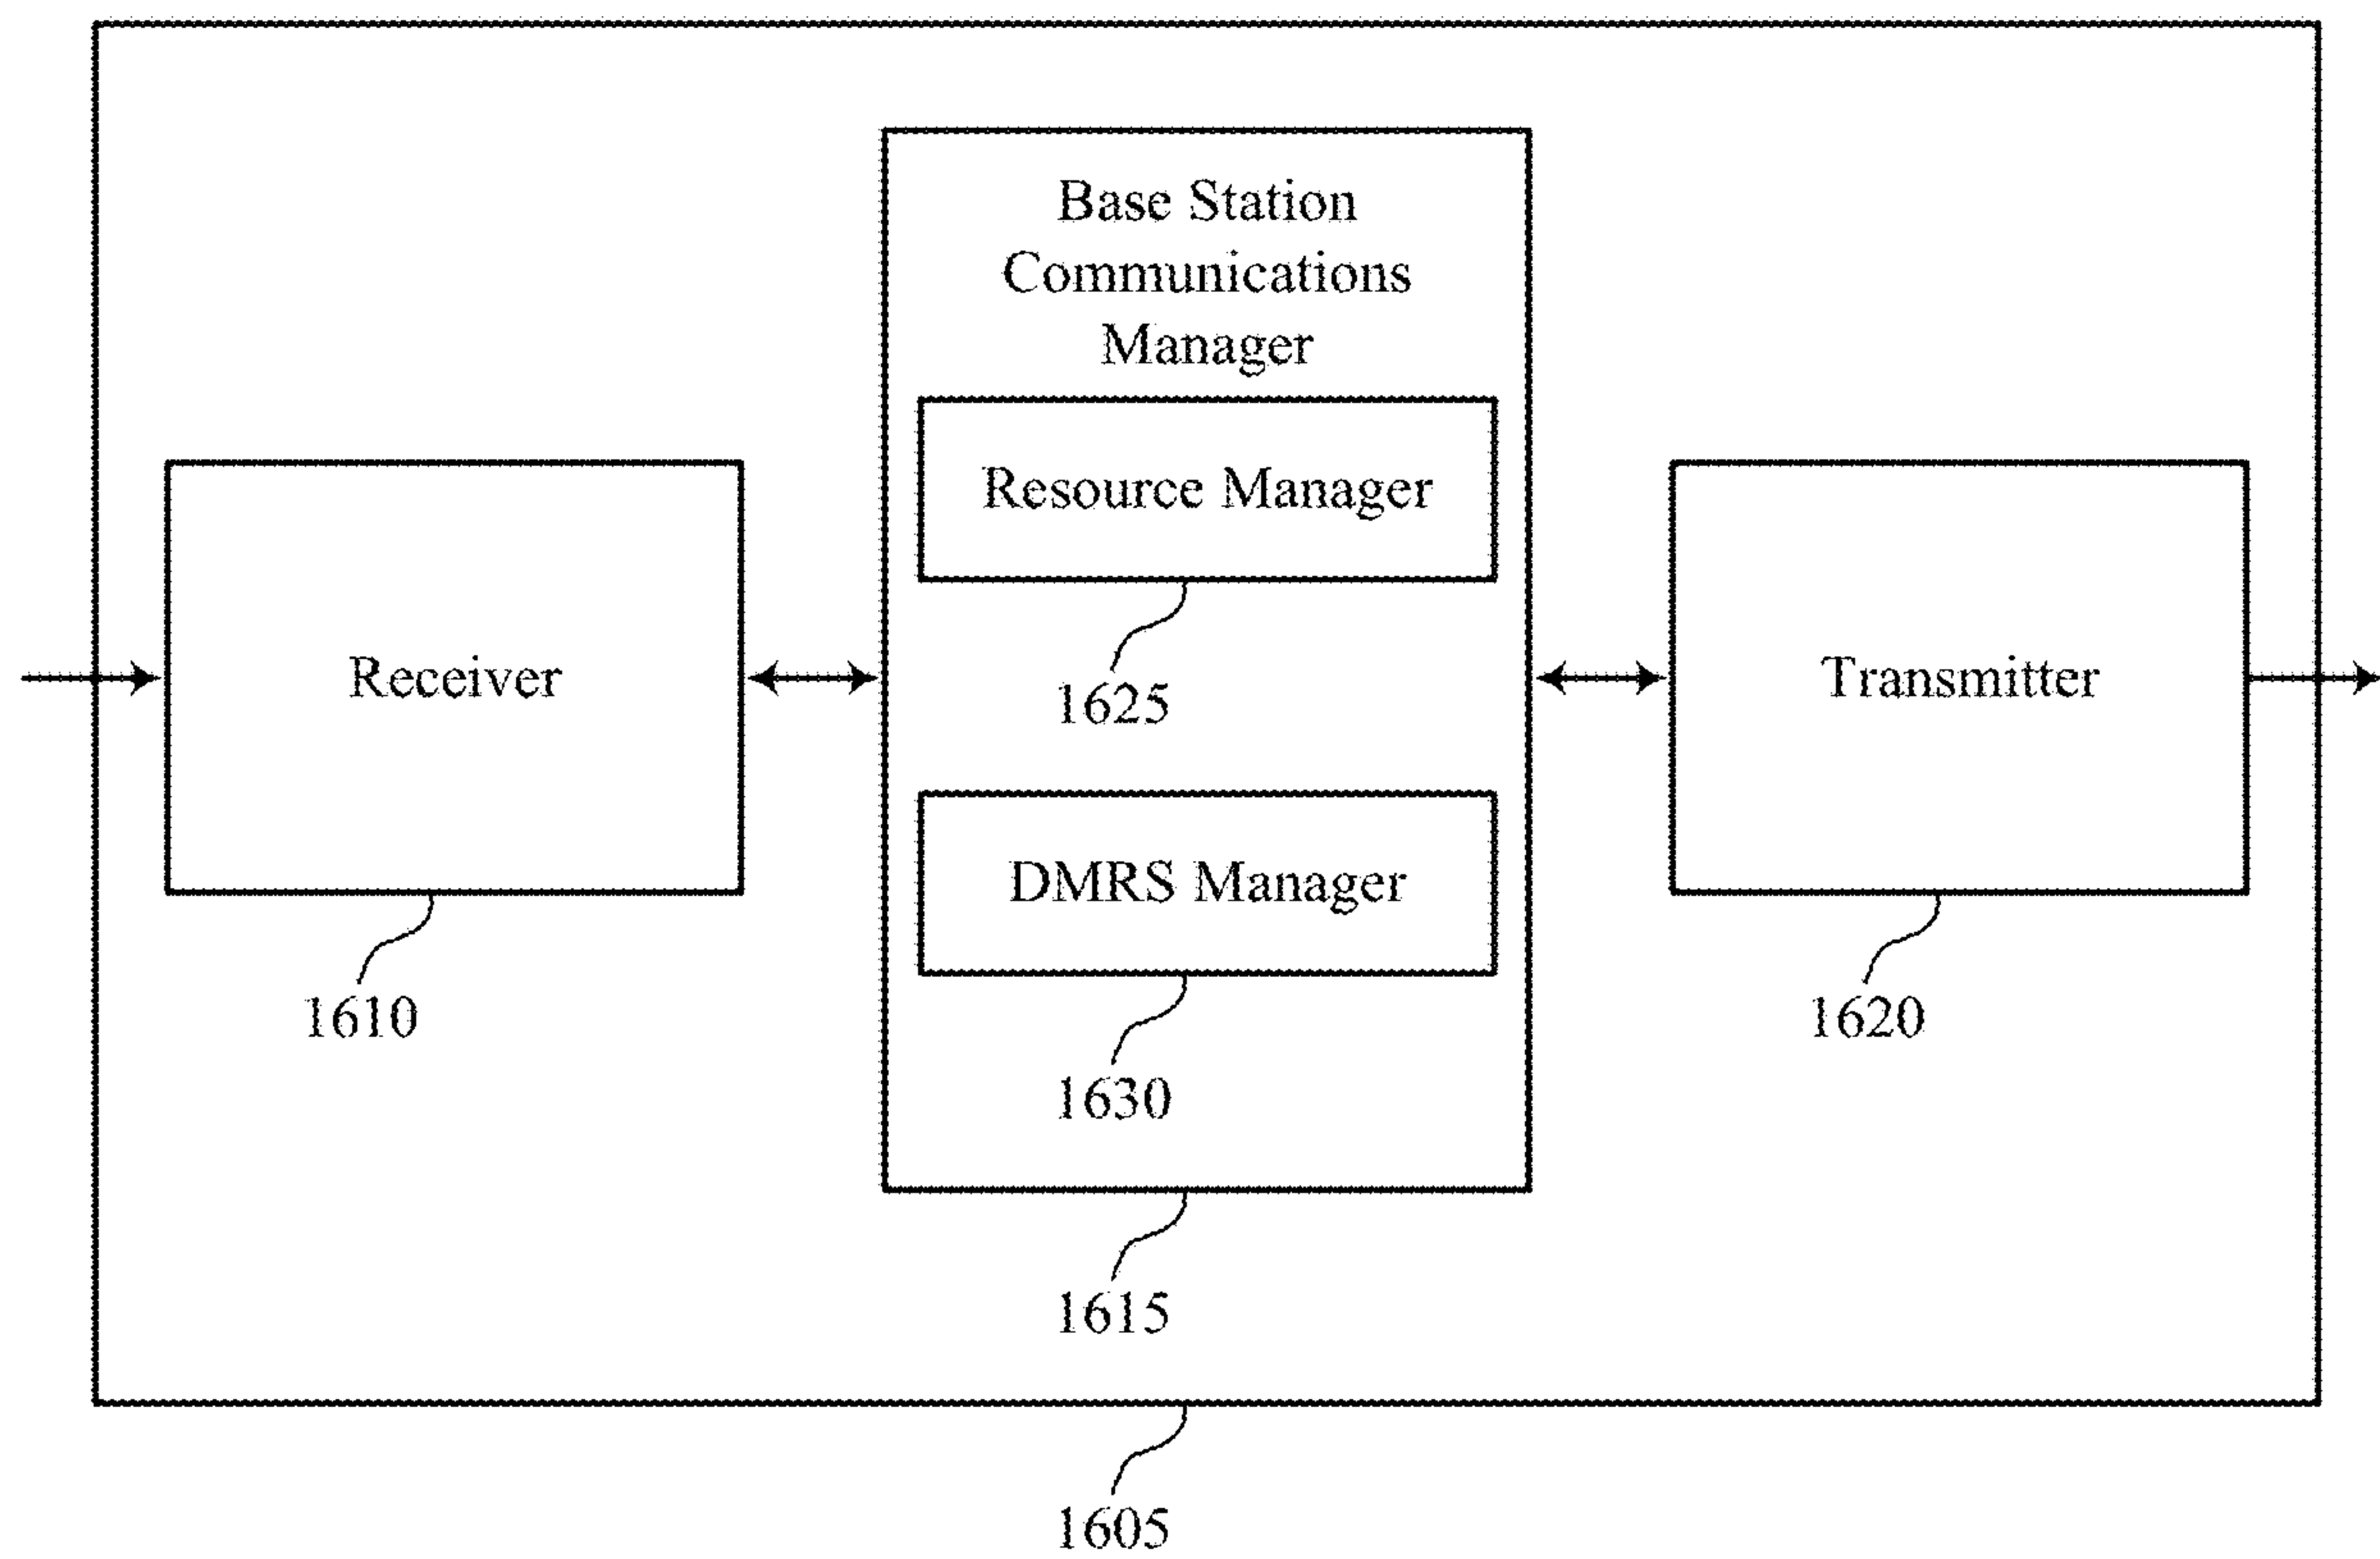 Base Station
Communications
Manager
Resource Manager
1625
Receiver
1610
Transmitter
1620
DMRS Manager
1630
1615
1605